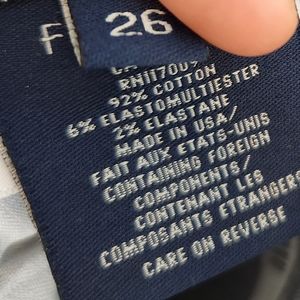 F 26
RN117009
92% COTTON
6% ELASTOMULTIESTER
2% ELASTANE
MADE IN USA/
FAIT AUX ETATS-UNIS
CONTAINING FOREIGN
COMPONENTS/
CONTENANT LES
COMPOSANTS ETRANGERS
CARE ON REVERSE